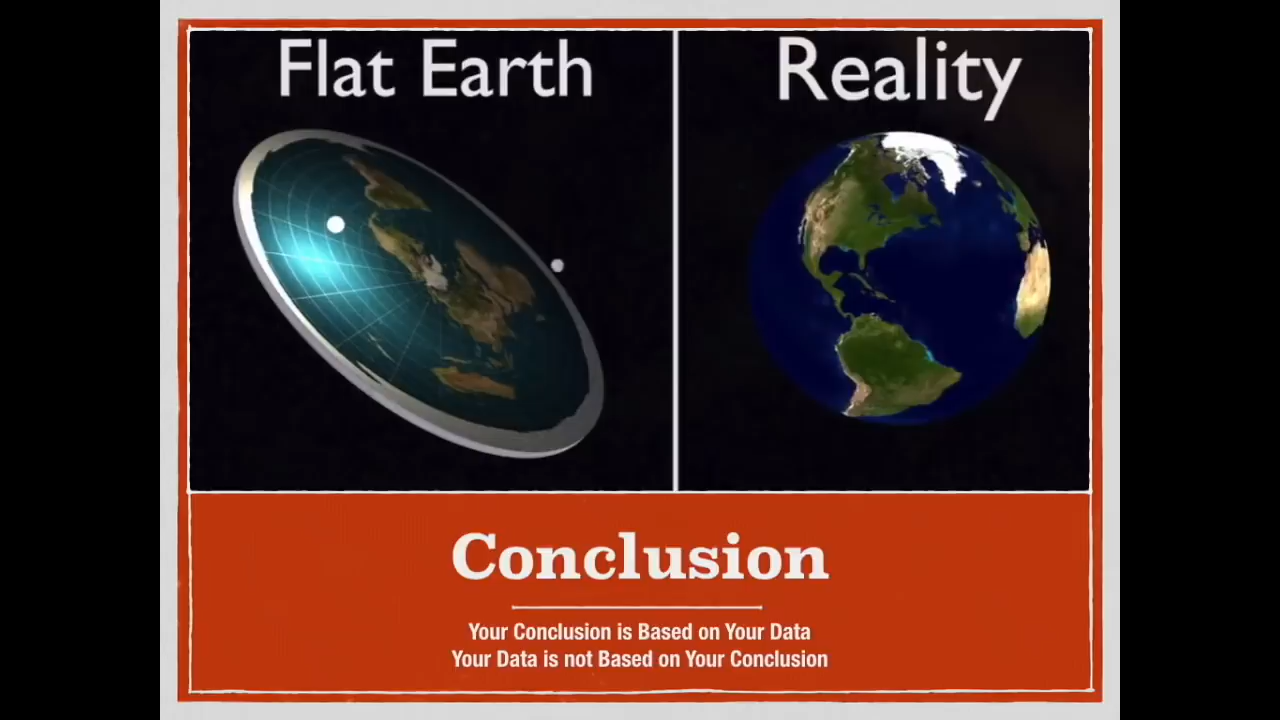 Flat Earth
Reality
Conclusion
Your Conclusion is Based on Your Data
Your Data is not Based on Your Conclusion